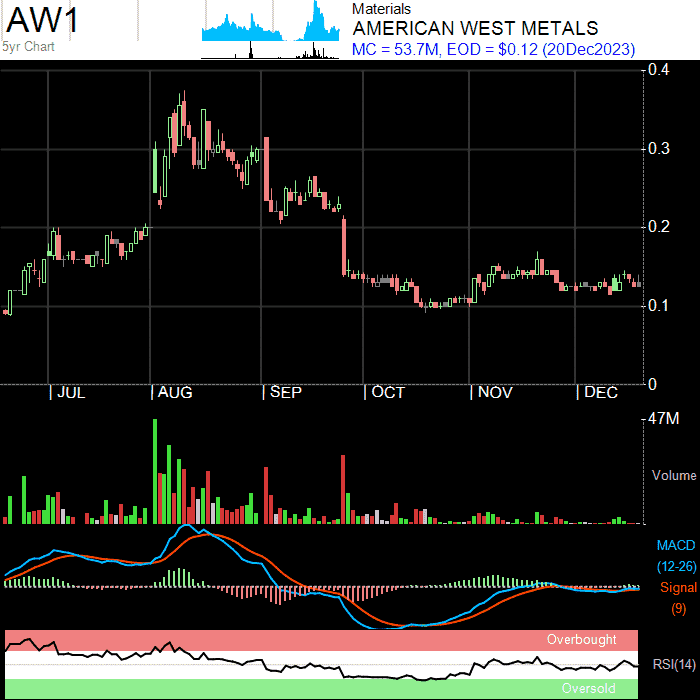 AW1
5yr Chart
Materials
AMERICAN WEST METALS
MC = 53.7M, EOD = $0.12 (20Dec2023)
0.4
0.3
0.2
0.1
0
JUL AUG SEP OCT NOV DEC
47M
Volume
MACD
(12-26)
Signal
(9)
Overbought
RSI(14)
Oversold